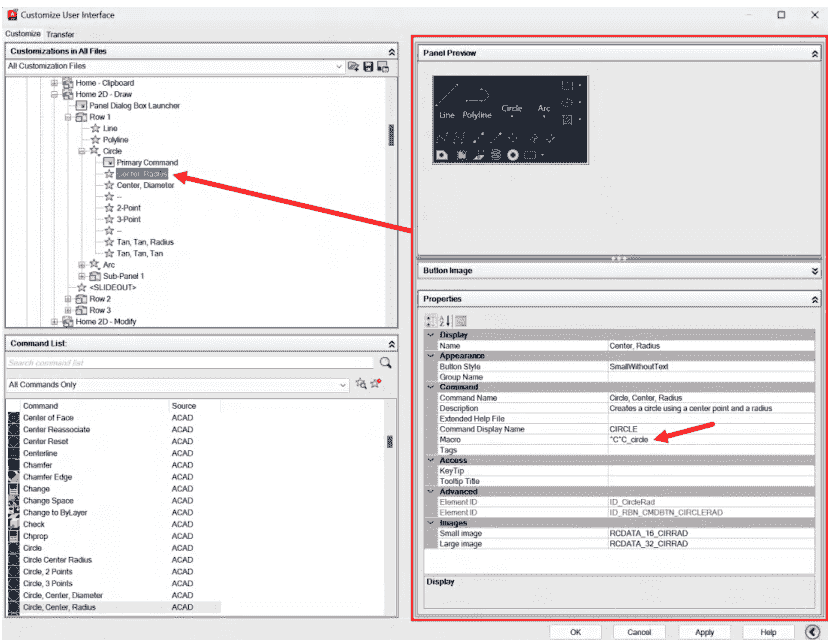 Customize User Interface
Customize Transfer
Customizations in All Files
All Customization Files
Home - Clipboard
Home 2D - Draw
Panel Dialog Box Launcher
Row 1
Line
Polyline
Circle
Primary Command
Center, Radius
Center, Diameter
--
2-Point
3-Point
--
Tan, Tan, Radius
Tan, Tan, Tan
Arc
Sub-Panel 1
<SLIDEOUT>
Row 2
Row 3
Home 2D - Modify
Command List:
Search command list
All Commands Only
Command Source
Center of Face ACAD
Center Reassociate ACAD
Center Reset ACAD
Centerline ACAD
Chamfer ACAD
Chamfer Edge ACAD
Change ACAD
Change Space ACAD
Change to ByLayer ACAD
Check ACAD
Chprop ACAD
Circle ACAD
Circle Center Radius ACAD
Circle, 2 Points ACAD
Circle, 3 Points ACAD
Circle, Center, Diameter ACAD
Circle, Center, Radius ACAD
Panel Preview
Line Polyline Circle Arc
Button Image
Properties
Display
Name Center, Radius
Appearance
Button Style SmallWithoutText
Group Name
Command
Command Name Circle, Center, Radius
Description Creates a circle using a center point and a radius
Extended Help File
Command Display Name CIRCLE
Macro ^C^C_circle
Tags
Access
KeyTip
Tooltip Title
Advanced
Element ID ID_CircleRad
Element ID ID_RBN_CMDBTN_CIRCLERAD
Images
Small image RCDATA_16_CIRRAD
Large image RCDATA_32_CIRRAD
Display
OK Cancel Apply Help